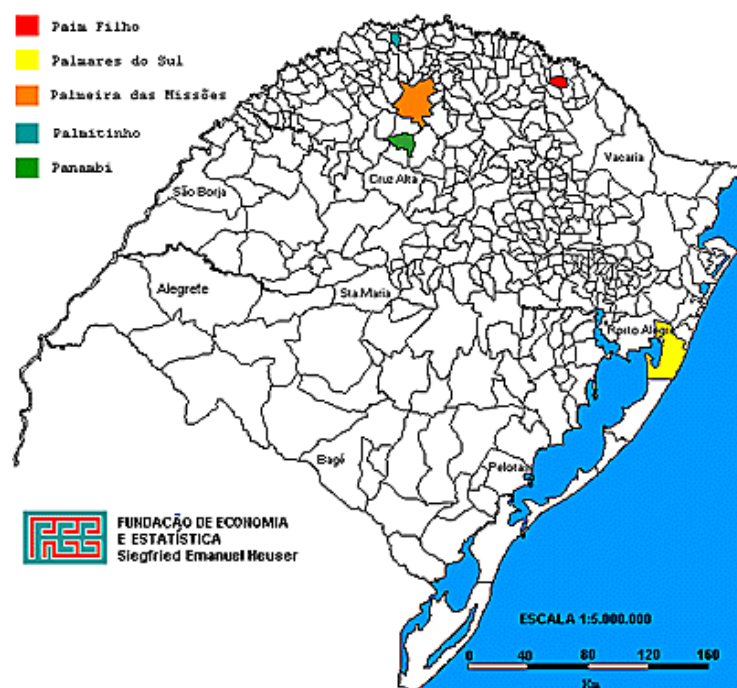 Paim Filho
Palmares do Sul
Palmeira das Missões
Palmitinho
Panambi
Vacaria
Cruz Alta
São Borja
Alegrete
Sta.Maria
Porto Alegre
Bagé
Pelotas
FEE
FUNDAÇÃO DE ECONOMIA
E ESTATÍSTICA
Siegfried Emanuel Heuser
ESCALA 1:5.000.000
0 40 80 120 160
Km